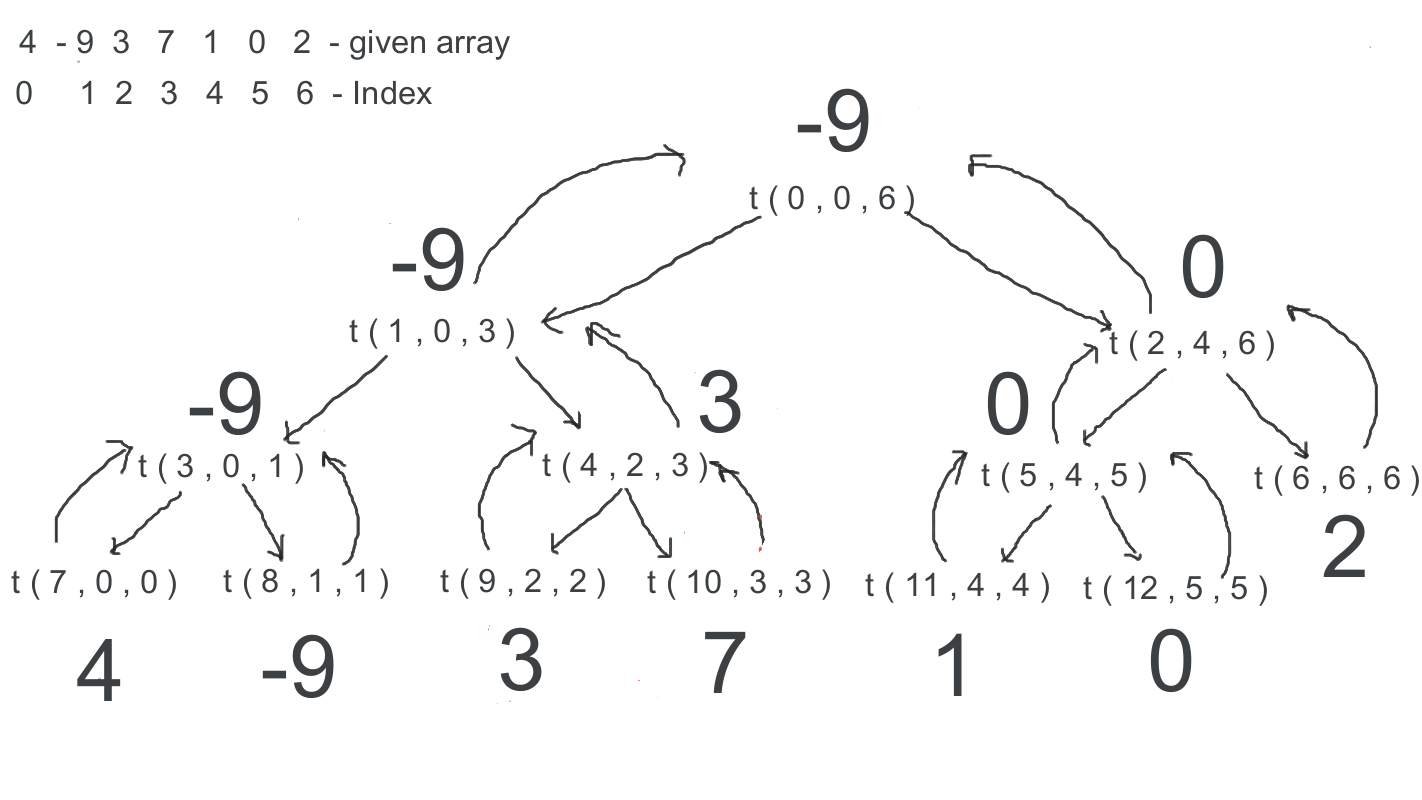 4 -9 3 7 1 0 2 - given array
0 1 2 3 4 5 6 - Index
-9
t(0,0,6)
-9
0
t(1,0,3)
t(2,4,6)
-9
3
0
t(3,0,1)
t(4,2,3)
t(5,4,5)
t(6,6,6)
2
t(7,0,0)
t(8,1,1)
t(9,2,2)
t(10,3,3)
t(11,4,4)
t(12,5,5)
4
-9
3
7
1
0